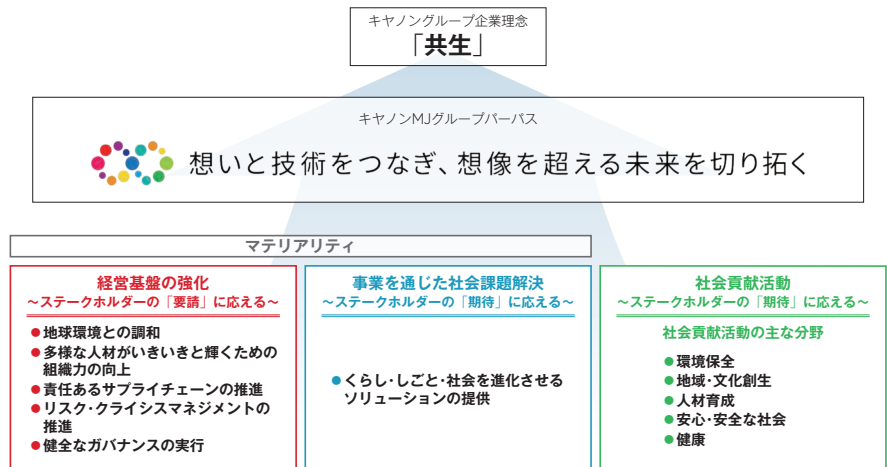 キヤノングループ企業理念
「共生」
キヤノンMJグループパーパス
想いと技術をつなぎ、想像を超える未来を切り拓く
マテリアリティ
経営基盤の強化
～ステークホルダーの「要請」に応える～
●地球環境との調和
●多様な人材がいきいきと輝くための
組織力の向上
●責任あるサプライチェーンの推進
●リスク・クライシスマネジメントの
推進
●健全なガバナンスの実行
事業を通じた社会課題解決
～ステークホルダーの「期待」に応える～
●くらし・しごと・社会を進化させる
ソリューションの提供
社会貢献活動
～ステークホルダーの「期待」に応える～
社会貢献活動の主な分野
●環境保全
●地域・文化創生
●人材育成
●安心・安全な社会
●健康